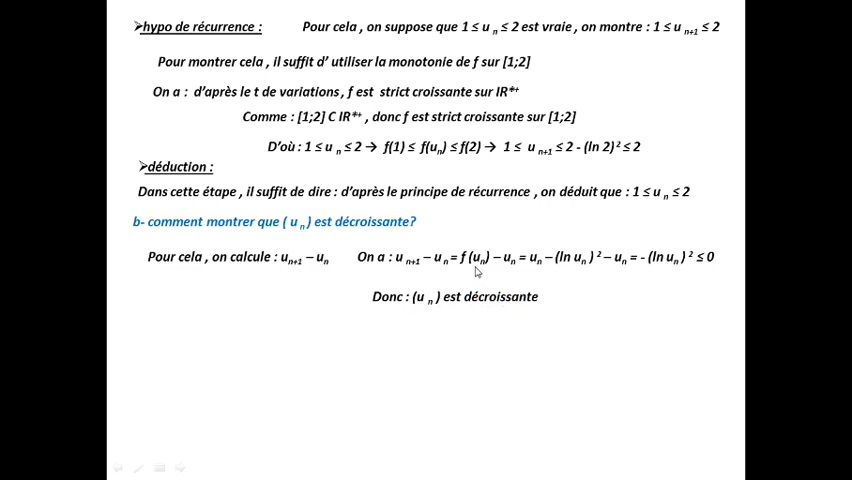 ➢hypo de récurrence : Pour cela , on suppose que 1 ≤ u n ≤ 2 est vraie , on montre : 1 ≤ u n+1 ≤ 2
Pour montrer cela , il suffit d' utiliser la monotonie de f sur [1;2]
On a : d'après le t de variations , f est strict croissante sur IR*⁺
Comme : [1;2] C IR*⁺ , donc f est strict croissante sur [1;2]
D'où : 1 ≤ u n ≤ 2 → f(1) ≤ f(un) ≤ f(2) → 1 ≤ u n+1 ≤ 2 - (ln 2) ² ≤ 2
➢déduction :
Dans cette étape , il suffit de dire : d'après le principe de récurrence , on déduit que : 1 ≤ u n ≤ 2
b- comment montrer que ( u n ) est décroissante?
Pour cela , on calcule : un+1 – un On a : u n+1 – u n = f (un) – un = un – (ln un ) ² – un = - (ln un ) ² ≤ 0
Donc : (u n ) est décroissante